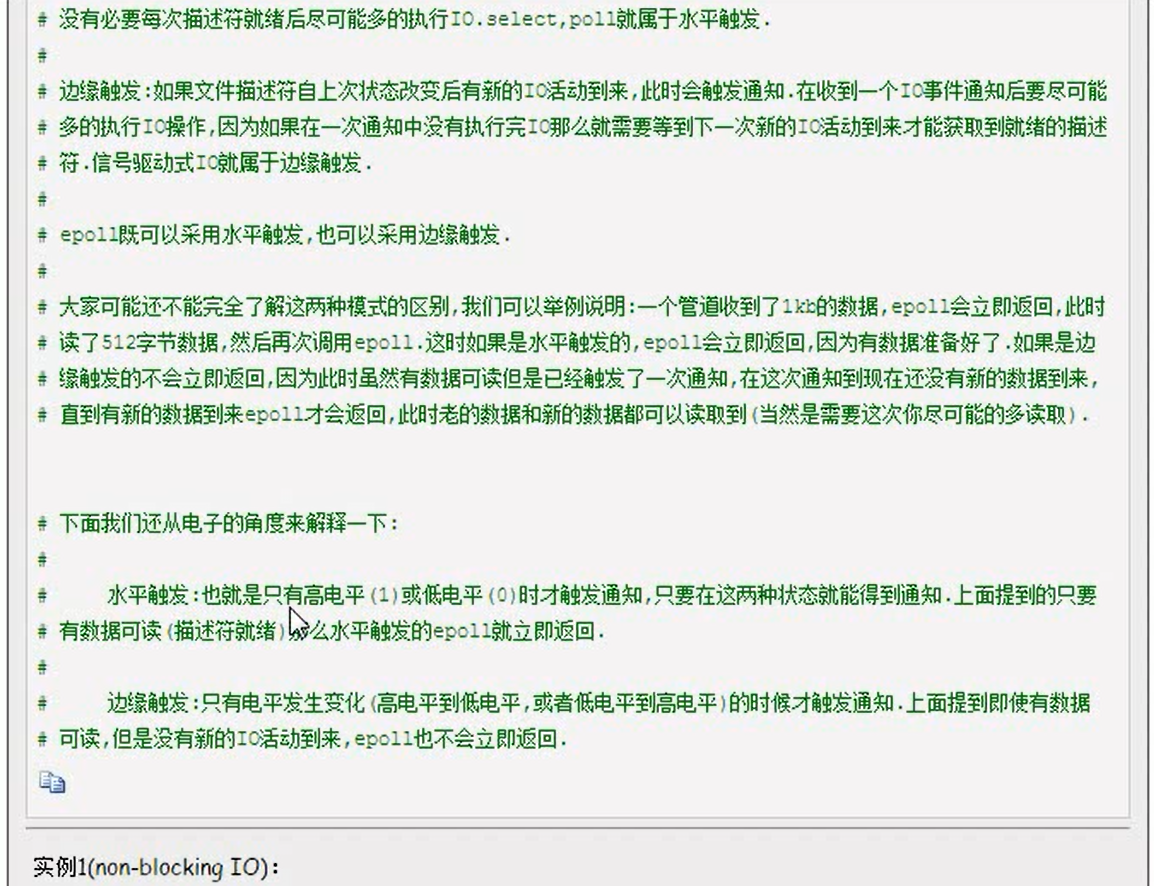 # 没有必要每次描述符就绪后尽可能多的执行IO.select,poll就属于水平触发.
#
# 边缘触发:如果文件描述符自上次状态改变后有新的IO活动到来,此时会触发通知.在收到一个IO事件通知后要尽可能
# 多的执行IO操作,因为如果在一次通知中没有执行完IO那么就需要等到下一次新的IO活动到来才能获取到就绪的描述
# 符.信号驱动式IO就属于边缘触发.
#
# epoll既可以采用水平触发,也可以采用边缘触发.
#
# 大家可能还不能完全了解这两种模式的区别,我们可以举例说明:一个管道收到了1kb的数据,epoll会立即返回,此时
# 读了512字节数据,然后再次调用epoll.这时如果是水平触发的,epoll会立即返回,因为有数据准备好了.如果是边
# 缘触发的不会立即返回,因为此时虽然有数据可读但是已经触发了一次通知,在这次通知到现在还没有新的数据到来,
# 直到有新的数据到来epoll才会返回,此时老的数据和新的数据都可以读取到(当然是需要这次你尽可能的多读取).
# 下面我们还从电子的角度来解释一下:
#
# 水平触发:也就是只有高电平(1)或低电平(0)时才触发通知,只要在这两种状态就能得到通知.上面提到的只要
# 有数据可读(描述符就绪)么水平触发的epoll就立即返回.
#
# 边缘触发:只有电平发生变化(高电平到低电平,或者低电平到高电平)的时候才触发通知.上面提到即使有数据
# 可读,但是没有新的IO活动到来,epoll也不会立即返回.
实例1(non-blocking IO):